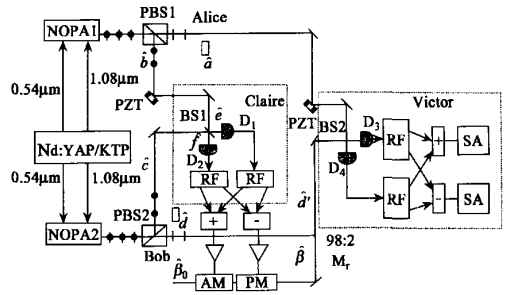 PBS1 Alice
NOPA1
b̂ â
0.54μm 1.08μm
PZT
Claire
BS1 ê D₁
PZT BS2
Victor
D₃ RF + SA
f̂
D₂
D₄
Nd:YAP/KTP
ĉ
RF RF
RF - SA
0.54μm 1.08μm
PBS2
d̂
+ -
d̂'
NOPA2
Bob
β̂
98:2
Mᵣ
β̂₀ AM PM